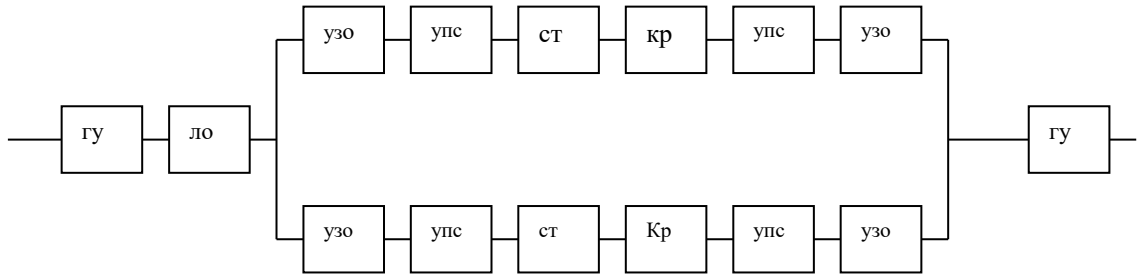 узо упс ст кр упс узо
гу ло гу
узо упс ст Кр упс узо